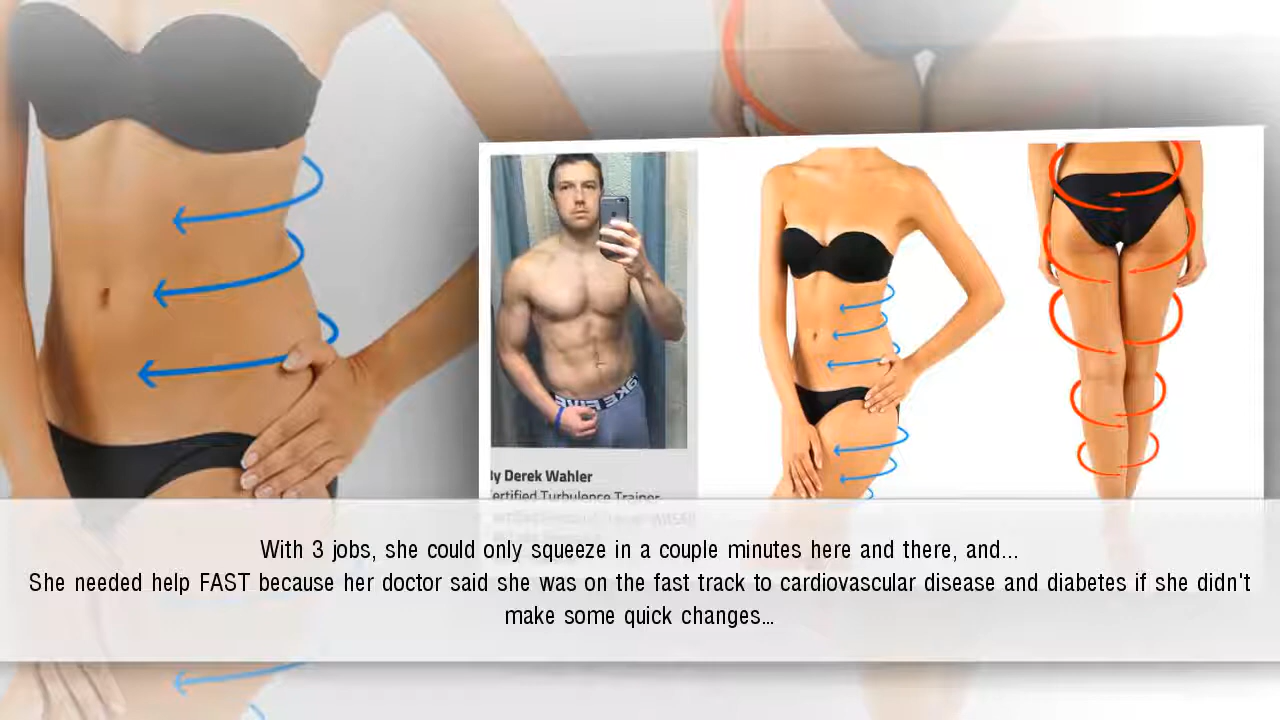 y Derek Wahler
ertified Turbulence Trainer
With 3 jobs, she could only squeeze in a couple minutes here and there, and...
She needed help FAST because her doctor said she was on the fast track to cardiovascular disease and diabetes if she didn't
make some quick changes...